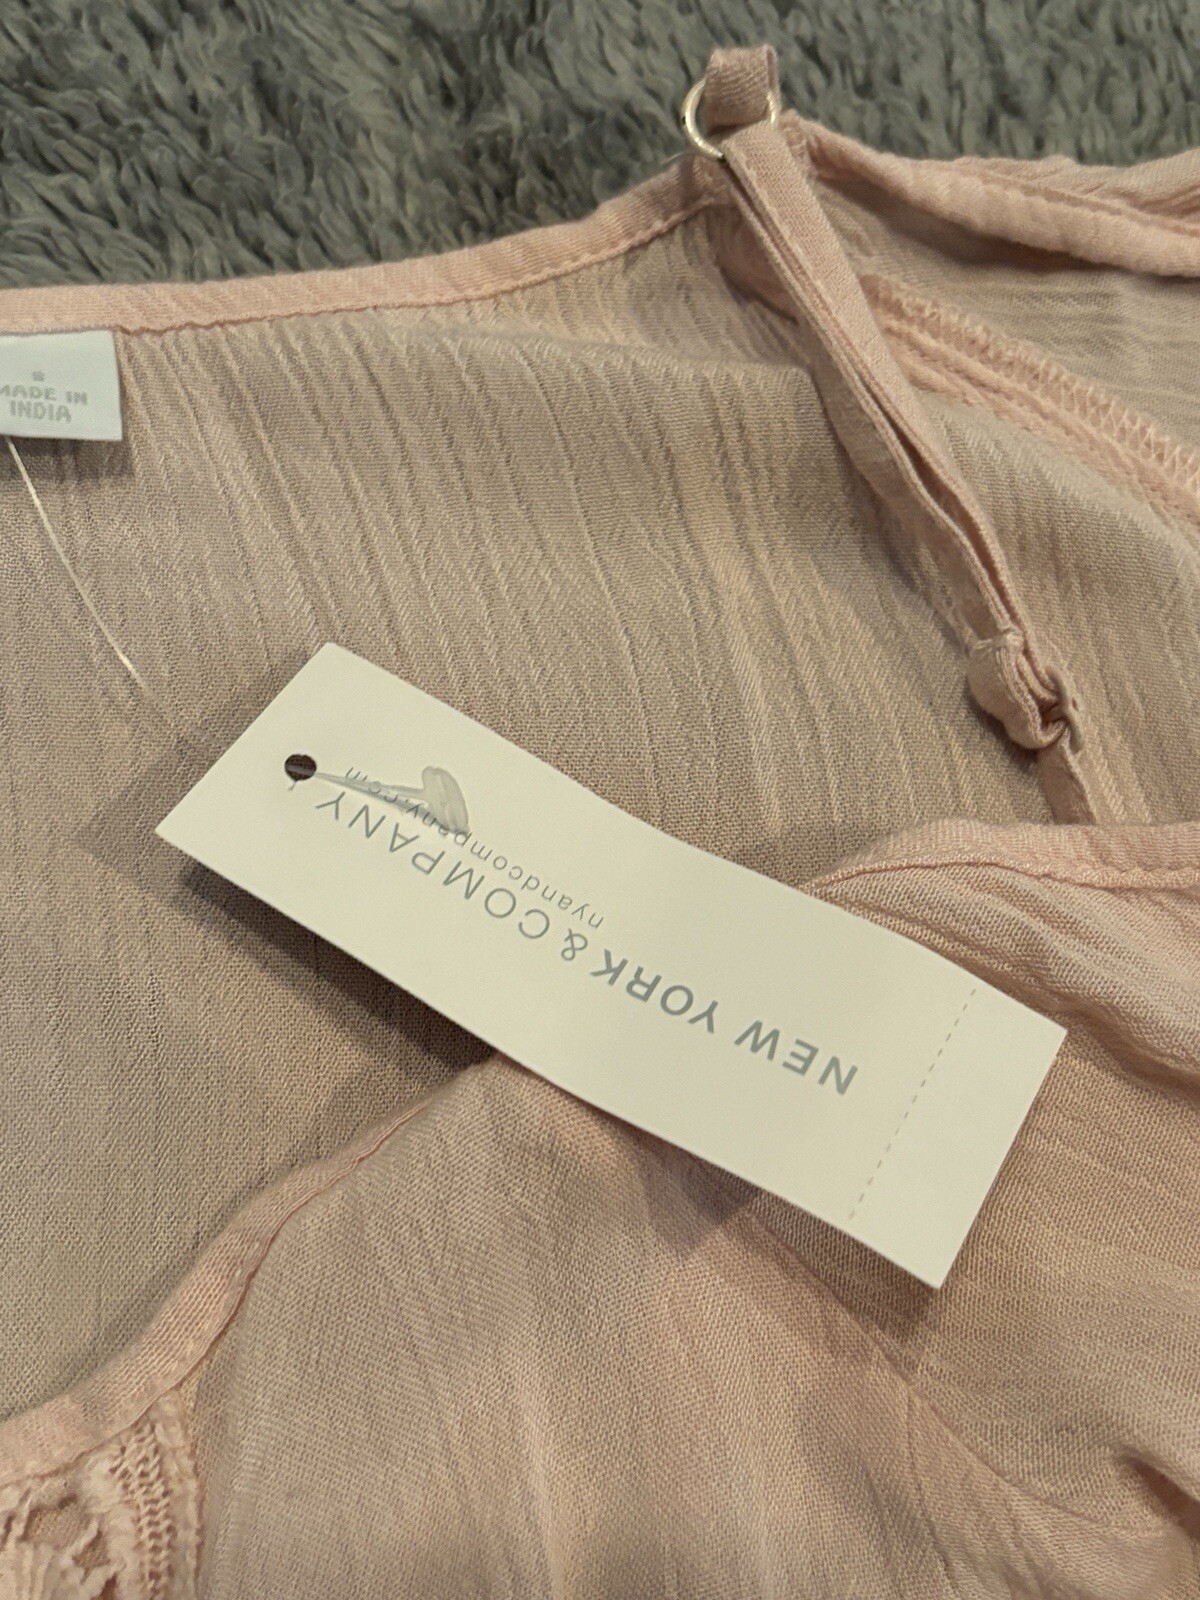 S
MADE IN
INDIA
NEW YORK & COMPANY
nyandcompany.com